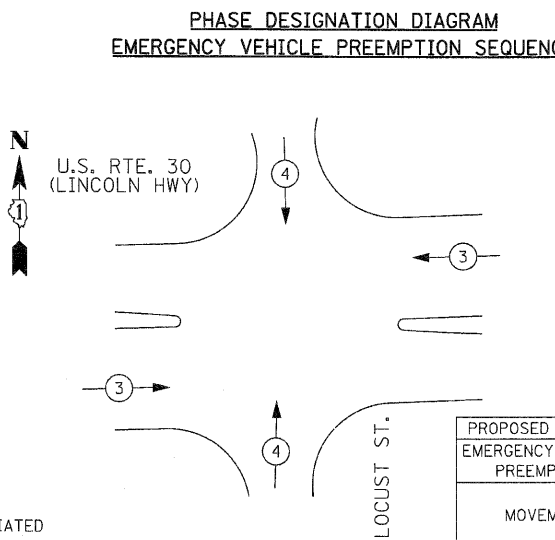 PHASE DESIGNATION DIAGRAM
EMERGENCY VEHICLE PREEMPTION SEQUENC
N
U.S. RTE. 30
(LINCOLN HWY)
1
4
3
3
4
LOCUST ST.
PROPOSED
EMERGENCY
PREEMP
MOVEM
IATED